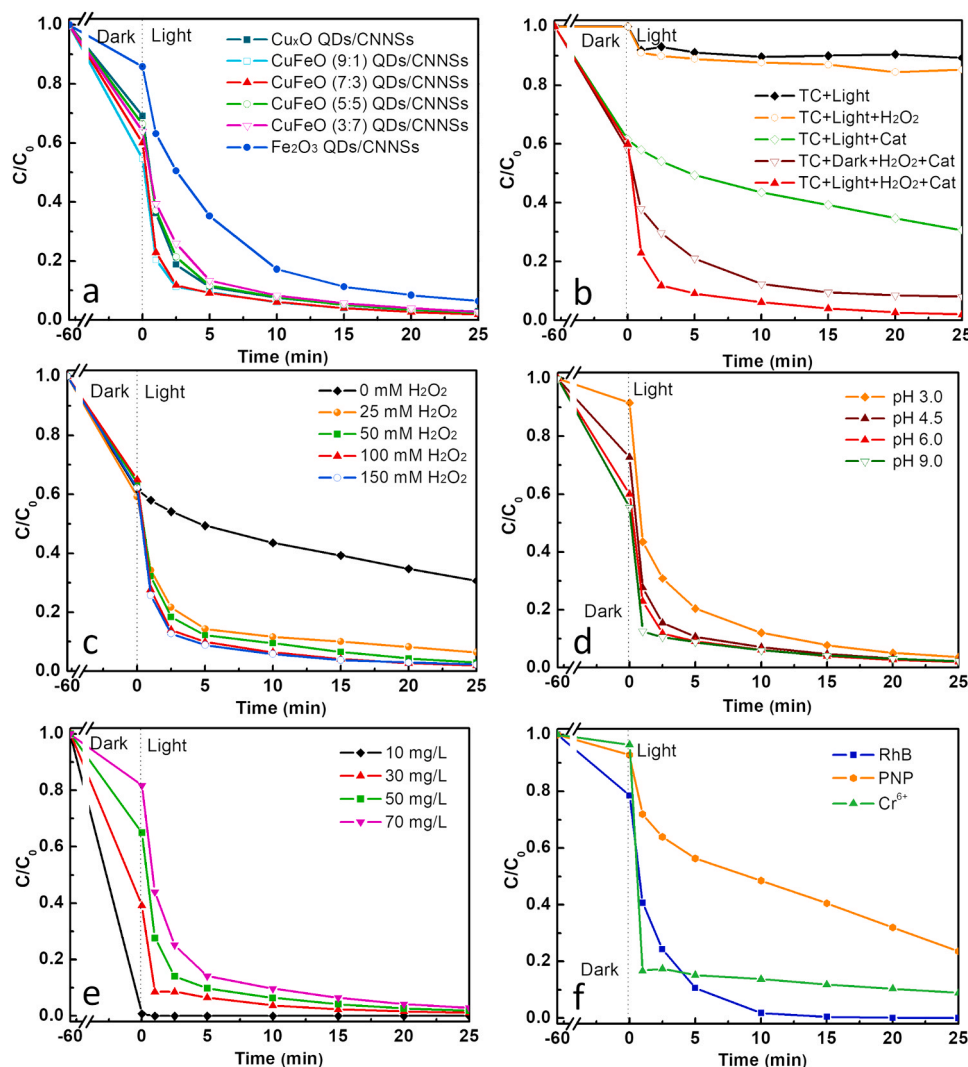 C/C₀
1.0
0.8
0.6
0.4
0.2
0.0
Dark
Light
CuₓO QDs/CNNSs
CuFeO (9:1) QDs/CNNSs
CuFeO (7:3) QDs/CNNSs
CuFeO (5:5) QDs/CNNSs
CuFeO (3:7) QDs/CNNSs
Fe₂O₃ QDs/CNNSs
a
-60 0 5 10 15 20 25
Time (min)
C/C₀
1.0
0.8
0.6
0.4
0.2
0.0
Dark
Light
TC+Light
TC+Light+H₂O₂
TC+Light+Cat
TC+Dark+H₂O₂+Cat
TC+Light+H₂O₂+Cat
b
-60 0 5 10 15 20 25
Time (min)
C/C₀
1.0
0.8
0.6
0.4
0.2
0.0
Dark
Light
0 mM H₂O₂
25 mM H₂O₂
50 mM H₂O₂
100 mM H₂O₂
150 mM H₂O₂
c
-60 0 5 10 15 20 25
Time (min)
C/C₀
1.0
0.8
0.6
0.4
0.2
0.0
Light
pH 3.0
pH 4.5
pH 6.0
pH 9.0
Dark
d
-60 0 5 10 15 20 25
Time (min)
C/C₀
1.0
0.8
0.6
0.4
0.2
0.0
Dark
Light
10 mg/L
30 mg/L
50 mg/L
70 mg/L
e
-60 0 5 10 15 20 25
Time (min)
C/C₀
1.0
0.8
0.6
0.4
0.2
0.0
Light
RhB
PNP
Cr⁶⁺
Dark
f
-60 0 5 10 15 20 25
Time (min)